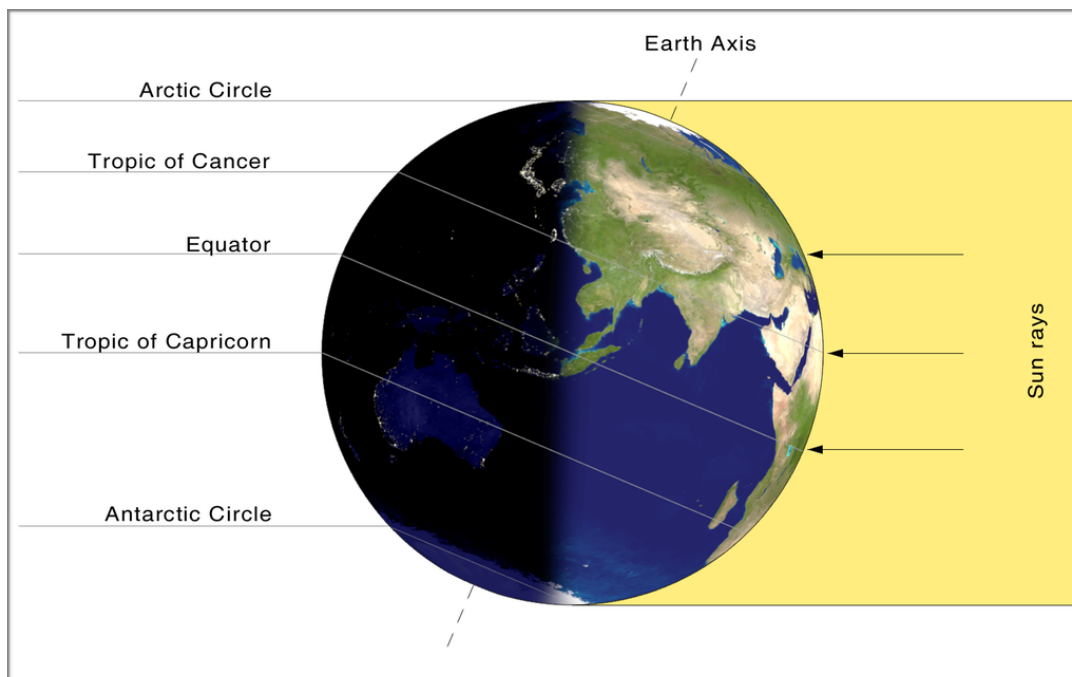 Earth Axis
Arctic Circle
Tropic of Cancer
Equator
Tropic of Capricorn
Antarctic Circle
Sun rays